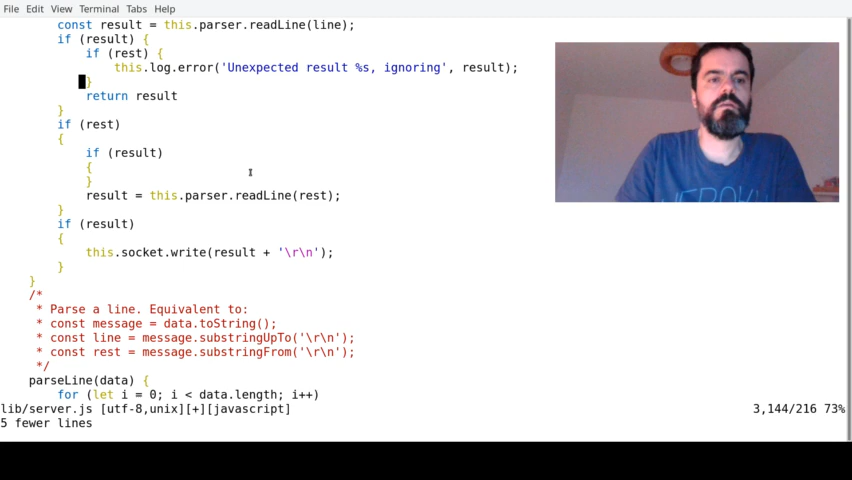 File Edit View Terminal Tabs Help
const result = this.parser.readLine(line);
if (result) {
if (rest) {
this.log.error('Unexpected result %s, ignoring', result);
}
return result
}
if (rest)
{
if (result)
{
}
result = this.parser.readLine(rest);
}
if (result)
{
this.socket.write(result + '\r\n');
}
}
/*
* Parse a line. Equivalent to:
* const message = data.toString();
* const line = message.substringUpTo('\r\n');
* const rest = message.substringFrom('\r\n');
*/
parseLine(data) {
for (let i = 0; i < data.length; i++)
lib/server.js [utf-8,unix][+][javascript] 3,144/216 73%
5 fewer lines